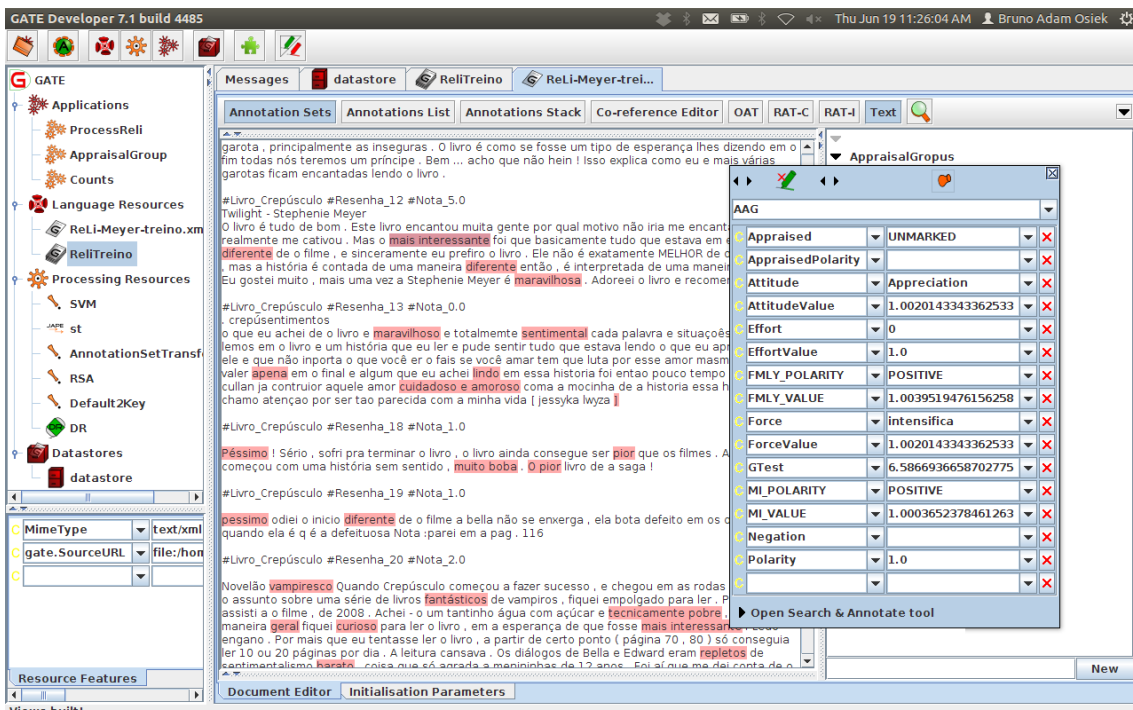 GATE Developer 7.1 build 4485
Thu Jun 19 11:26:04 AM Bruno Adam Osiek
GATE
Applications
ProcessReli
AppraisalGroup
Counts
Language Resources
ReLi-Meyer-treino.xm
ReliTreino
Processing Resources
SVM
st
AnnotationSetTransf
RSA
Default2Key
DR
Datastores
datastore
MimeType text/xml
gate.SourceURL file:/hon
Resource Features
Messages datastore ReliTreino ReLi-Meyer-trei...
Annotation Sets Annotations List Annotations Stack Co-reference Editor OAT RAT-C RAT-I Text
garota , principalmente as inseguras . O livro é como se fosse um tipo de esperança lhes dizendo em o
fim todas nós teremos um príncipe . Bem ... acho que não hein ! Isso explica como eu e mais várias
garotas ficam encantadas lendo o livro .
#Livro_Crepúsculo #Resenha_12 #Nota_5.0
Twilight - Stephenie Meyer
O livro é tudo de bom . Este livro encantou muita gente por qual motivo não iria me encant
realmente me cativou . Mas o mais interessante foi que basicamente tudo que estava em
diferente de o filme , e sinceramente eu prefiro o livro . Ele não é exatamente MELHOR de
, mas a história é contada de uma maneira diferente então , é interpretada de uma maneir
Eu gostei muito , mais uma vez a Stephenie Meyer é maravilhosa . Adoreei o livro e recomen
#Livro_Crepúsculo #Resenha_13 #Nota_0.0
. crepúsentimentos
o que eu achei de o livro e maravilhoso e totalmemte sentimental cada palavra e situaçoês
lemos em o livro e um história que eu ler e pude sentir tudo que estava lendo o que eu apr
ele e que não inporta o que você er o fais se você amar tem que luta por esse amor masm
valer apena em o final e algum que eu achei lindo em essa historia foi entao pouco tempo
cullan ja contruior aquele amor cuidadoso e amoroso coma a mocinha de a historia essa h
chamo atençao por ser tao parecida com a minha vida [ jessyka lwyza ]
#Livro_Crepúsculo #Resenha_18 #Nota_1.0
Péssimo ! Sério , sofri pra terminar o livro , o livro ainda consegue ser pior que os filmes . A
começou com uma história sem sentido , muito boba . O pior livro de a saga !
#Livro_Crepúsculo #Resenha_19 #Nota_1.0
pessimo odiei o inicio diferente de o filme a bella não se enxerga , ela bota defeito em os
quando ela é q é a defeituosa Nota :parei em a pag . 116
#Livro_Crepúsculo #Resenha_20 #Nota_2.0
Novelão vampiresco Quando Crepúsculo começou a fazer sucesso , e chegou em as rodas
o assunto sobre uma série de livros fantásticos de vampiros , fiquei empolgado para ler . P
assisti a o filme , de 2008 . Achei - o um tantinho água com açúcar e tecnicamente pobre ,
maneira geral fiquei curioso para ler o livro , em a esperança de que fosse mais interessante .
engano . Por mais que eu tentasse ler o livro , a partir de certo ponto ( página 70 , 80 ) só conseguia
ler 10 ou 20 páginas por dia . A leitura cansava . Os diálogos de Bella e Edward eram repletos de
sentimentalismo barato , coisa que só agrada a menininhas de 12 anos . Foi aí que me dei conta de o
Document Editor Initialisation Parameters
AppraisalGropus
AAG
Appraised UNMARKED
AppraisedPolarity
Attitude Appreciation
AttitudeValue 1.0020143343362533
Effort 0
EffortValue 1.0
FMLY_POLARITY POSITIVE
FMLY_VALUE 1.0039519476156258
Force intensifica
ForceValue 1.0020143343362533
GTest 6.5866936658702775
MI_POLARITY POSITIVE
MI_VALUE 1.0003652378461263
Negation
Polarity 1.0
Open Search & Annotate tool
New